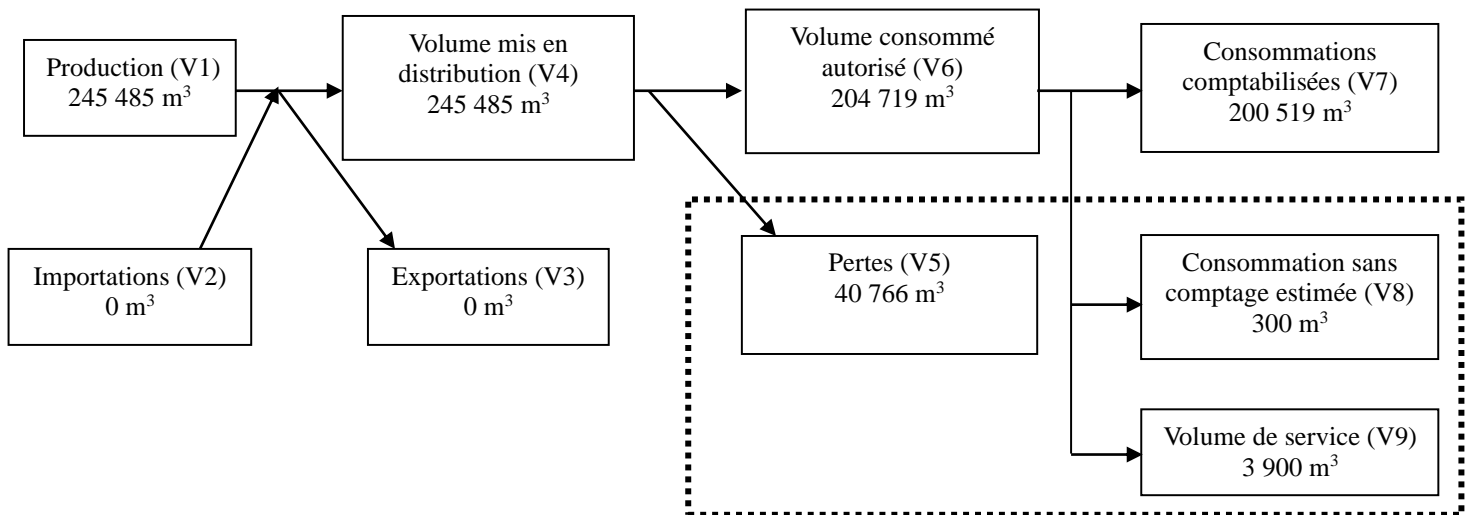 Production (V1)
245 485 m³
Volume mis en
distribution (V4)
245 485 m³
Volume consommé
autorisé (V6)
204 719 m³
Consommations
comptabilisées (V7)
200 519 m³
Importations (V2)
0 m³
Exportations (V3)
0 m³
Pertes (V5)
40 766 m³
Consommation sans
comptage estimée (V8)
300 m³
Volume de service (V9)
3 900 m³